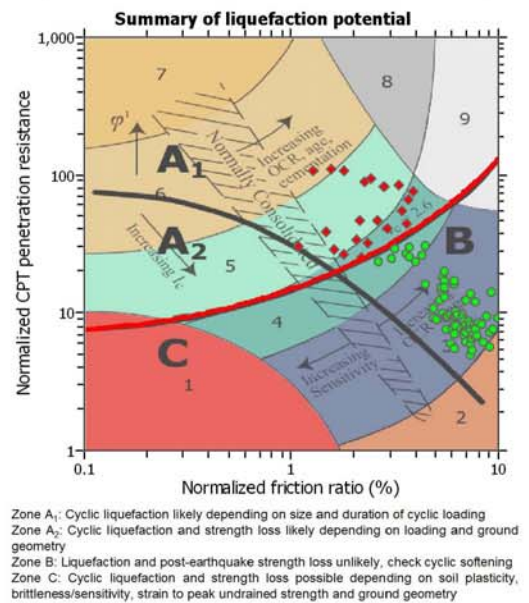 Summary of liquefaction potential
1,000
7
8
9
φ'
A₁
Normally Consolidated
Increasing
OCR, age,
cementation
100
6
A₂
Increasing Ic
2.6
B
5
10
4
C
1
Increasing
Sensitivity
2
1
0.1
1
10
Normalized CPT penetration resistance
Normalized friction ratio (%)
Zone A₁: Cyclic liquefaction likely depending on size and duration of cyclic loading
Zone A₂: Cyclic liquefaction and strength loss likely depending on loading and ground
geometry
Zone B: Liquefaction and post-earthquake strength loss unlikely, check cyclic softening
Zone C: Cyclic liquefaction and strength loss possible depending on soil plasticity,
brittleness/sensitivity, strain to peak undrained strength and ground geometry